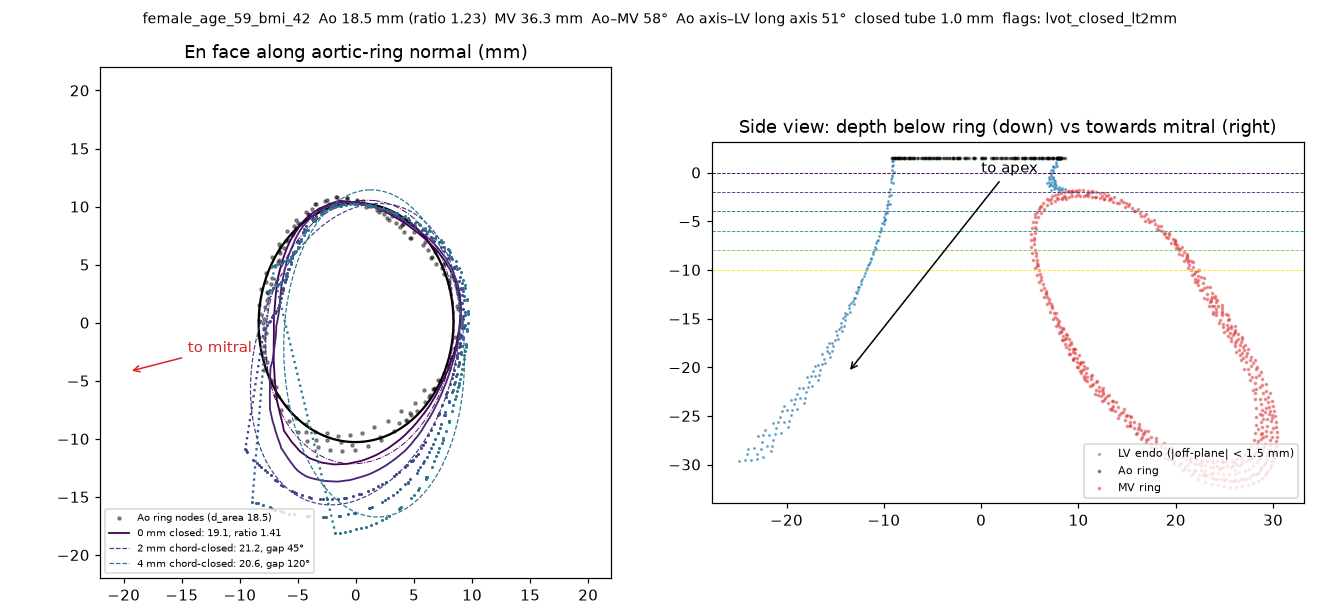 female_age_59_bmi_42  Ao 18.5 mm (ratio 1.23)  MV 36.3 mm  Ao–MV 58°  Ao axis–LV long axis 51°  closed tube 1.0 mm  flags: lvot_closed_lt2mm
En face along aortic-ring normal (mm)
20
15
10
5
0
−5
−10
−15
−20
to mitral
Ao ring nodes (d_area 18.5)
0 mm closed: 19.1, ratio 1.41
2 mm chord-closed: 21.2, gap 45°
4 mm chord-closed: 20.6, gap 120°
−20 −15 −10 −5 0 5 10 15 20
Side view: depth below ring (down) vs towards mitral (right)
0
−5
−10
−15
−20
−25
−30
to apex
LV endo (|off-plane| < 1.5 mm)
Ao ring
MV ring
−20 −10 0 10 20 30